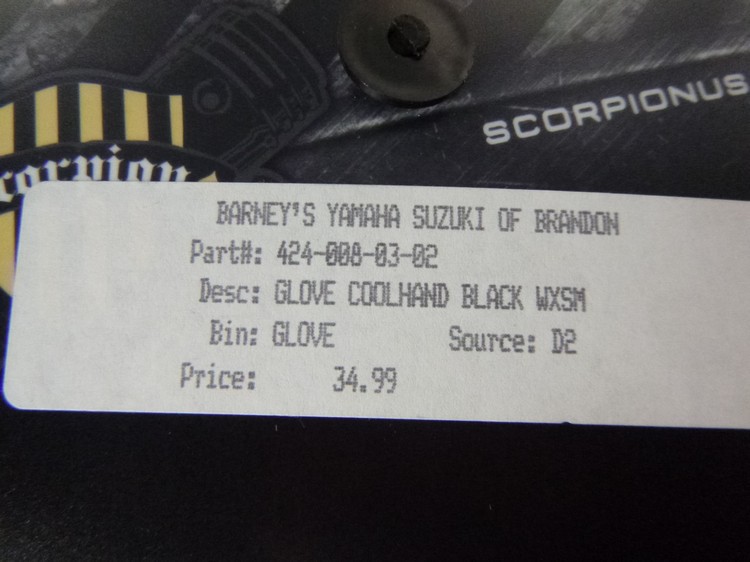 SCORPIONUS
corpion
BARNEY'S YAMAHA SUZUKI OF BRANDON
Part#: 424-008-03-02
Desc: GLOVE COOLHAND BLACK WXSM
Bin: GLOVE Source: D2
Price: 34.99